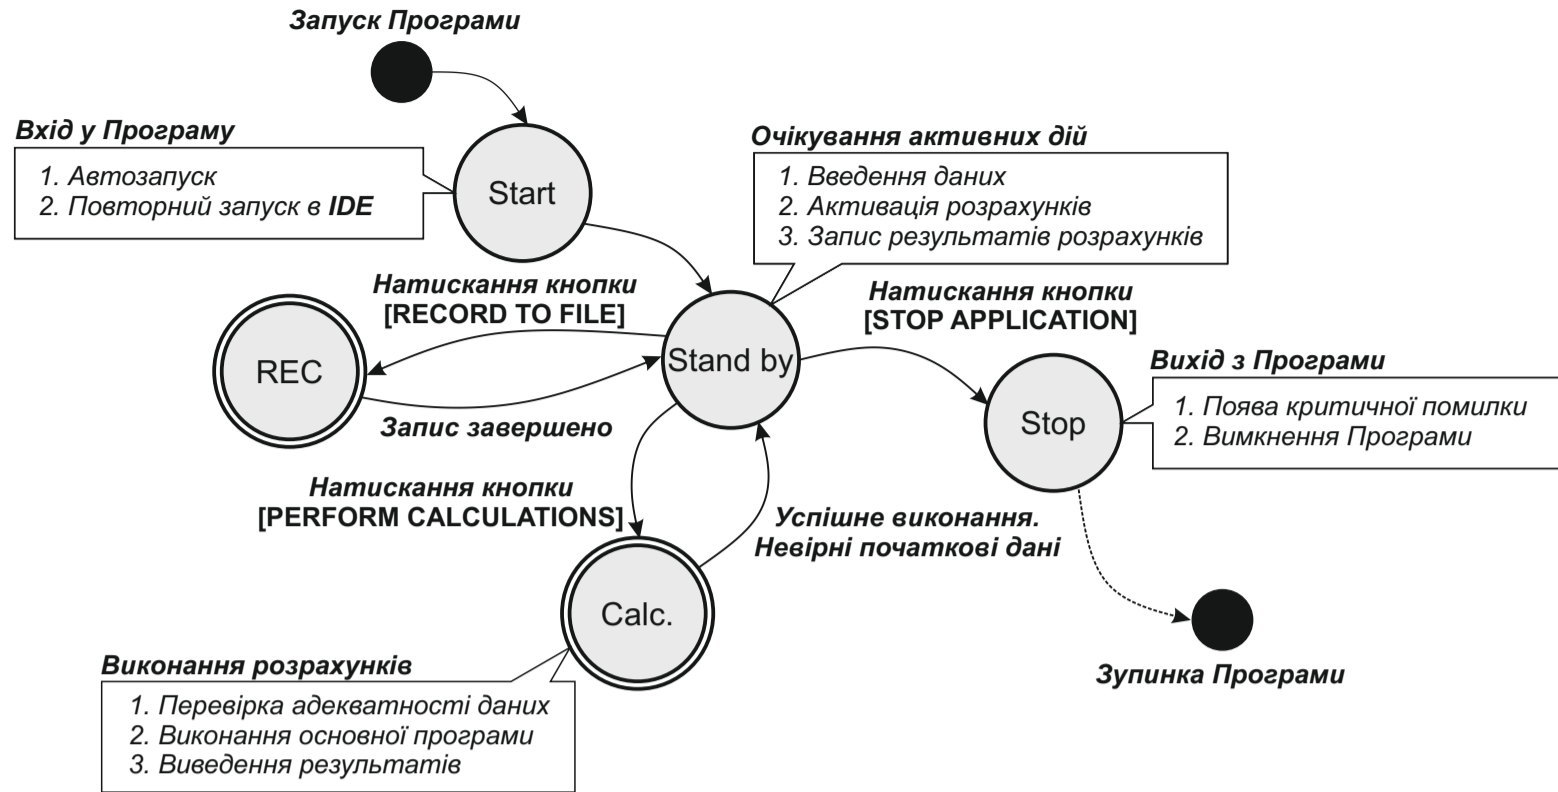 Запуск Програми
Вхід у Програму
1. Автозапуск
2. Повторний запуск в IDE
Start
Очікування активних дій
1. Введення даних
2. Активація розрахунків
3. Запис результатів розрахунків
Натискання кнопки
[RECORD TO FILE]
Натискання кнопки
[STOP APPLICATION]
REC
Stand by
Вихід з Програми
1. Поява критичної помилки
2. Вимкнення Програми
Stop
Запис завершено
Натискання кнопки
[PERFORM CALCULATIONS]
Успішне виконання.
Невірні початкові дані
Calc.
Виконання розрахунків
1. Перевірка адекватності даних
2. Виконання основної програми
3. Виведення результатів
Зупинка Програми